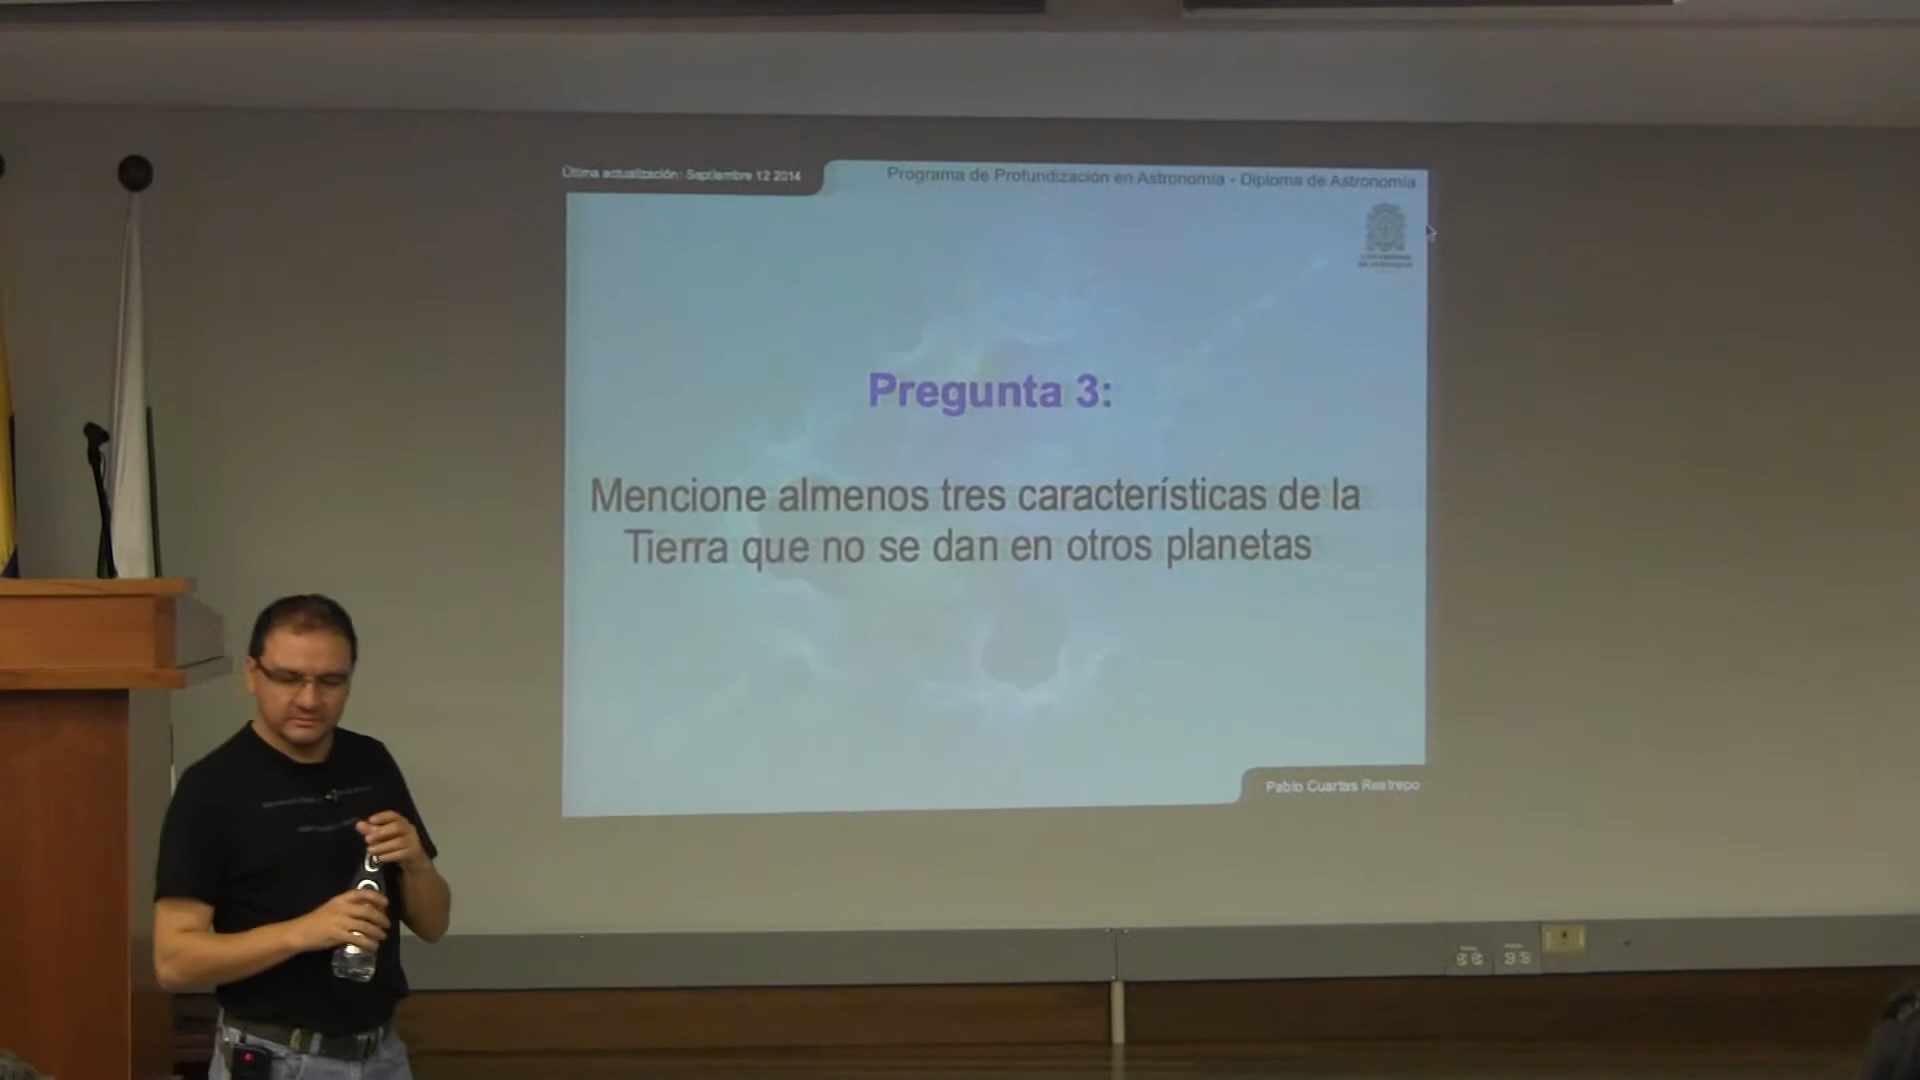 Última actualización: Septiembre 12 2014
Programa de Profundización en Astronomía - Diploma de Astronomía
Pregunta 3:
Mencione almenos tres características de la
Tierra que no se dan en otros planetas
Pablo Cuartas Restrepo